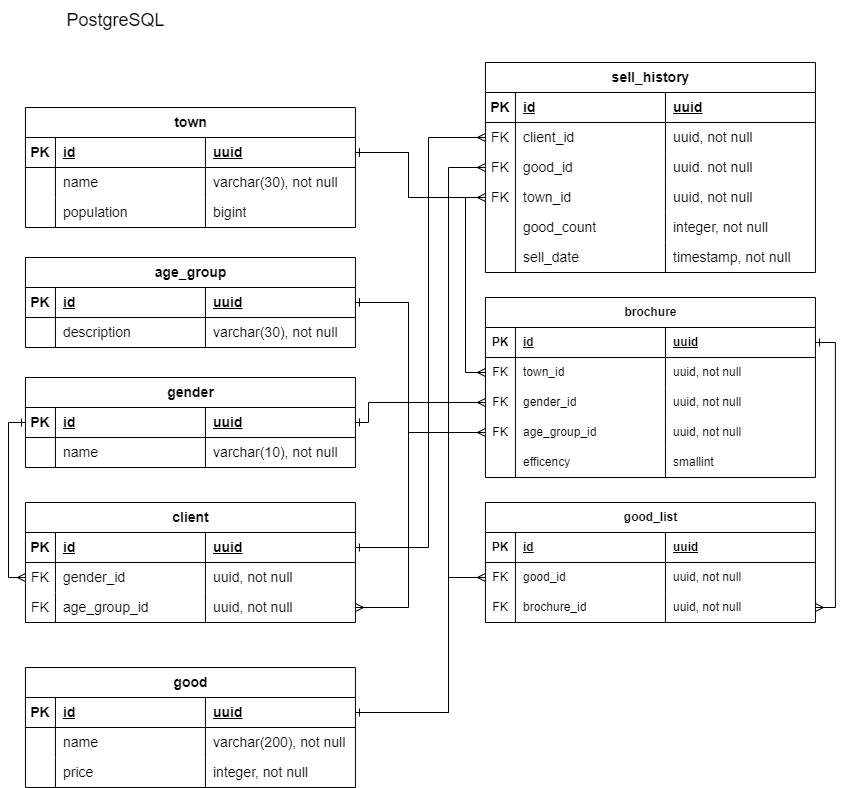 PostgreSQL
town
PK id uuid
name varchar(30), not null
population bigint
age_group
PK id uuid
description varchar(30), not null
gender
PK id uuid
name varchar(10), not null
client
PK id uuid
FK gender_id uuid, not null
FK age_group_id uuid, not null
good
PK id uuid
name varchar(200), not null
price integer, not null
sell_history
PK id uuid
FK client_id uuid, not null
FK good_id uuid. not null
FK town_id uuid, not null
good_count integer, not null
sell_date timestamp, not null
brochure
PK id uuid
FK town_id uuid, not null
FK gender_id uuid, not null
FK age_group_id uuid, not null
efficency smallint
good_list
PK id uuid
FK good_id uuid, not null
FK brochure_id uuid, not null